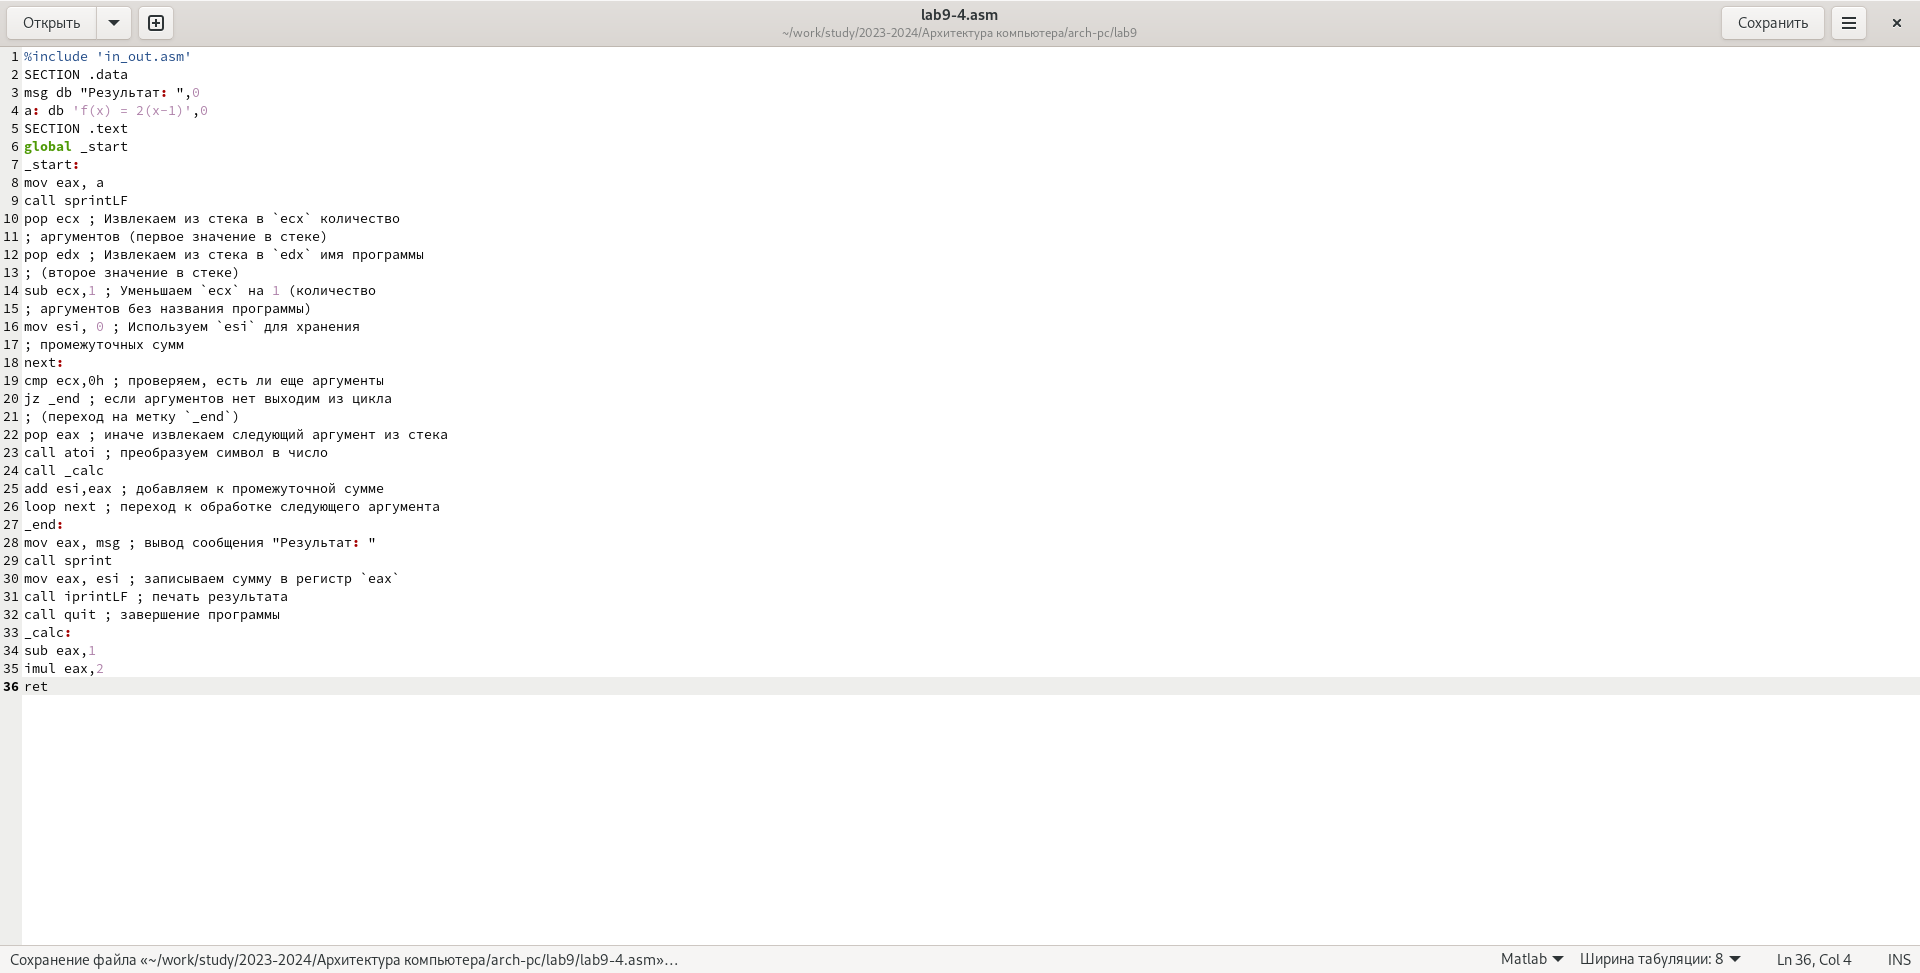 Открыть
lab9-4.asm
~/work/study/2023-2024/Архитектура компьютера/arch-pc/lab9
Сохранить
1 %include 'in_out.asm'
2 SECTION .data
3 msg db "Результат: ",0
4 a: db 'f(x) = 2(x-1)',0
5 SECTION .text
6 global _start
7 _start:
8 mov eax, a
9 call sprintLF
10 pop ecx ; Извлекаем из стека в `ecx` количество
11 ; аргументов (первое значение в стеке)
12 pop edx ; Извлекаем из стека в `edx` имя программы
13 ; (второе значение в стеке)
14 sub ecx,1 ; Уменьшаем `ecx` на 1 (количество
15 ; аргументов без названия программы)
16 mov esi, 0 ; Используем `esi` для хранения
17 ; промежуточных сумм
18 next:
19 cmp ecx,0h ; проверяем, есть ли еще аргументы
20 jz _end ; если аргументов нет выходим из цикла
21 ; (переход на метку `_end`)
22 pop eax ; иначе извлекаем следующий аргумент из стека
23 call atoi ; преобразуем символ в число
24 call _calc
25 add esi,eax ; добавляем к промежуточной сумме
26 loop next ; переход к обработке следующего аргумента
27 _end:
28 mov eax, msg ; вывод сообщения "Результат: "
29 call sprint
30 mov eax, esi ; записываем сумму в регистр `eax`
31 call iprintLF ; печать результата
32 call quit ; завершение программы
33 _calc:
34 sub eax,1
35 imul eax,2
36 ret
Сохранение файла «~/work/study/2023-2024/Архитектура компьютера/arch-pc/lab9/lab9-4.asm»…
Matlab
Ширина табуляции: 8
Ln 36, Col 4
INS